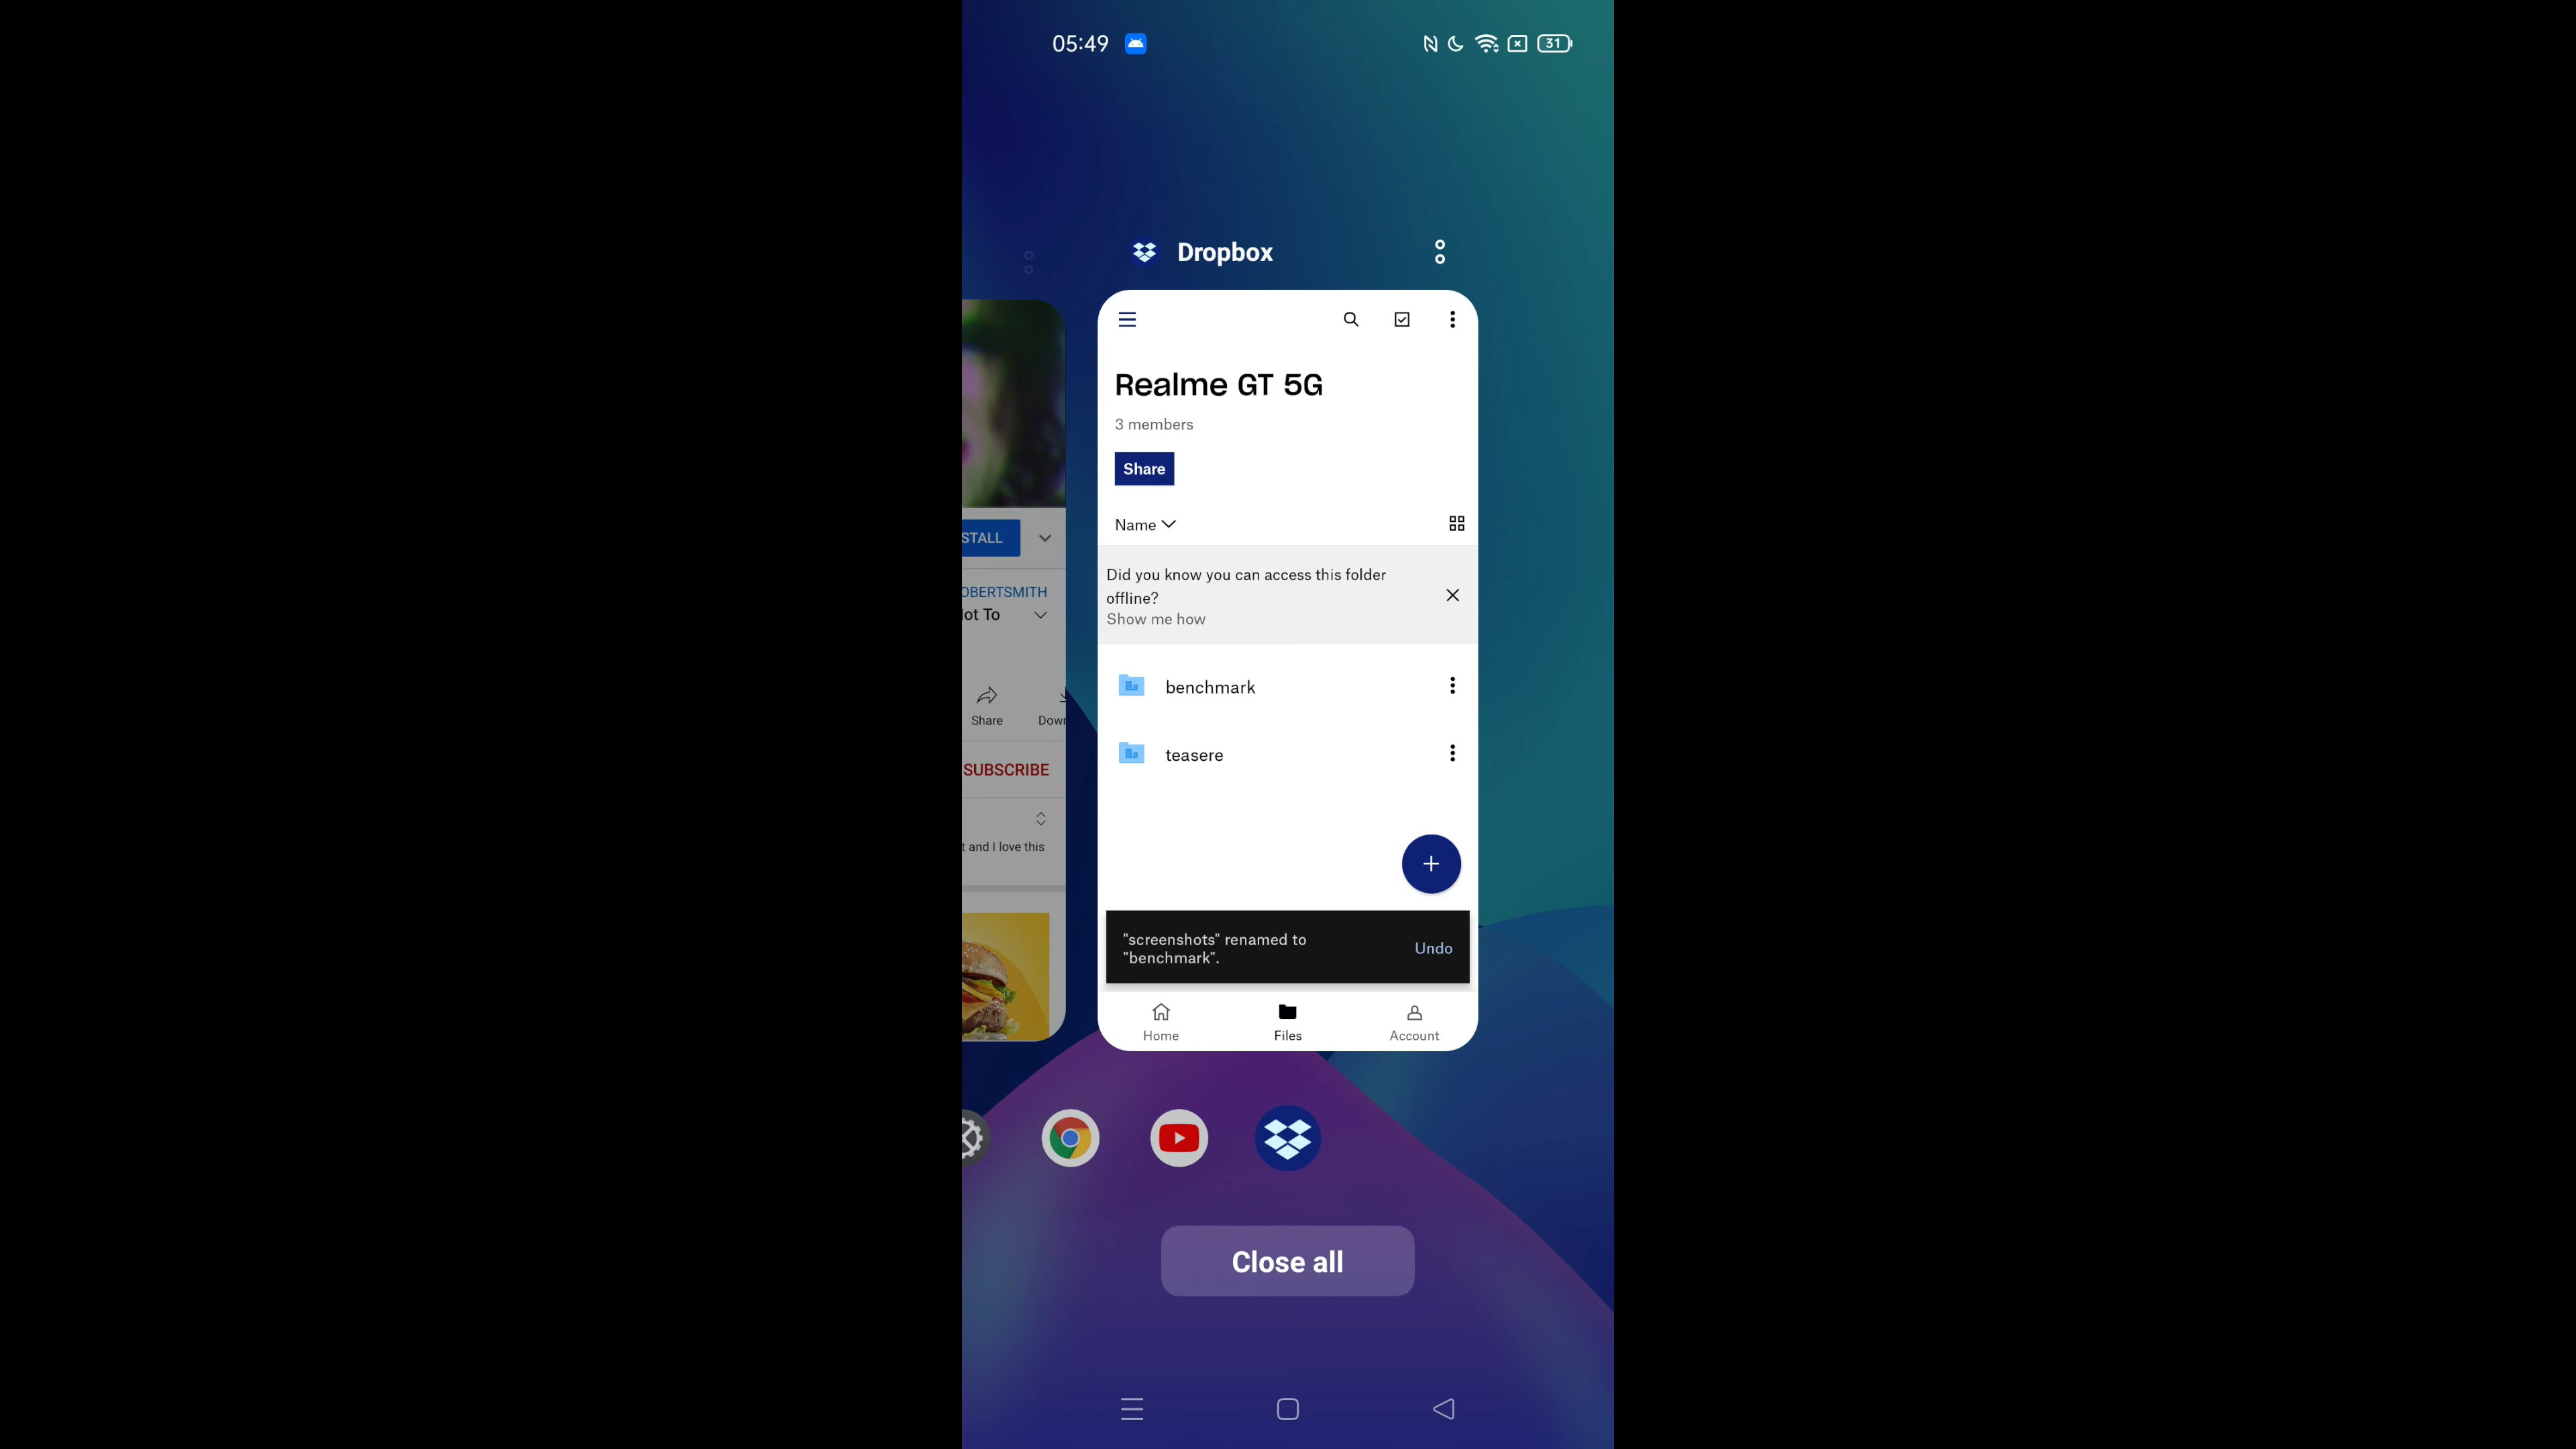 05:49
31
Dropbox
Realme GT 5G
3 members
Share
Name
Did you know you can access this folder
offline?
Show me how
benchmark
teasere
"screenshots" renamed to
"benchmark".
Undo
Home
Files
Account
STALL
OBERTSMITH
lot To
Share
Down
SUBSCRIBE
t and I love this
Close all